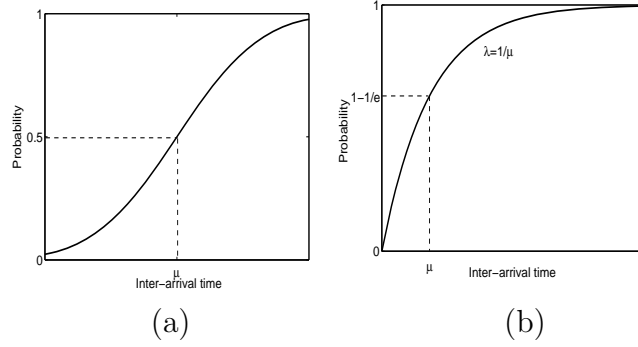 1
Probability
0.5
0
μ
Inter−arrival time
(a)
1
λ=1/μ
1−1/e
Probability
0
μ
Inter−arrival time
(b)